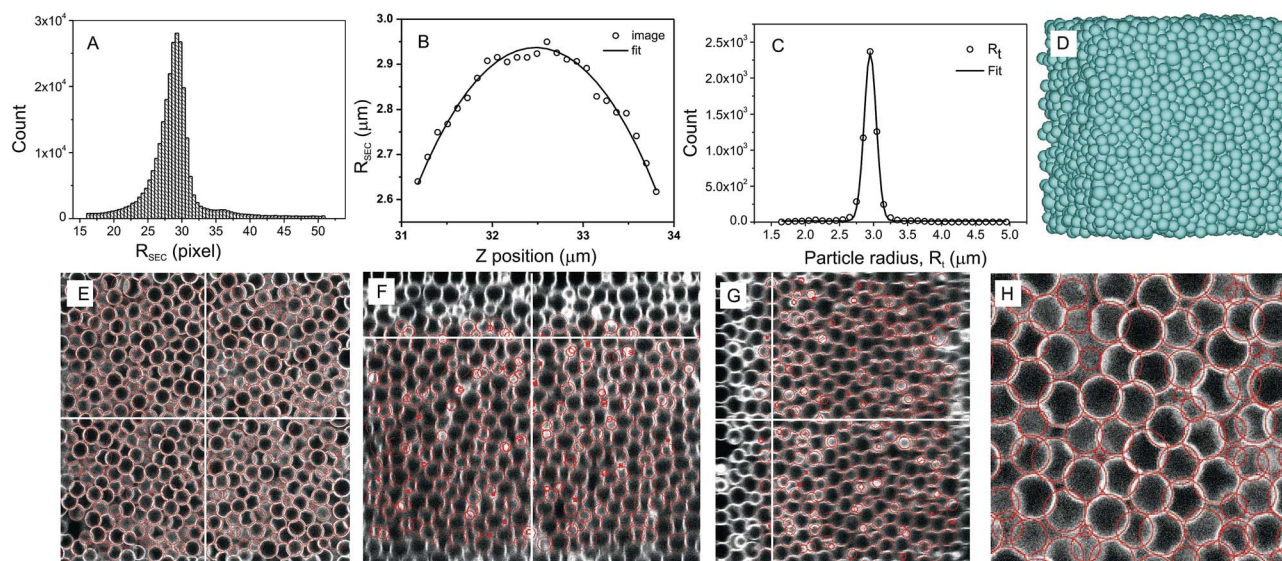 A
Count
3x10⁴
2x10⁴
1x10⁴
0
15 20 25 30 35 40 45 50
R_SEC (pixel)
B
R_SEC (μm)
3.0
2.9
2.8
2.7
2.6
31 32 33 34
Z position (μm)
image
fit
C
Count
2.5x10³
2.0x10³
1.5x10³
1.0x10³
5.0x10²
0.0
1.5 2.0 2.5 3.0 3.5 4.0 4.5 5.0
Particle radius, R_t (μm)
R_t
Fit
D
E
F
G
H